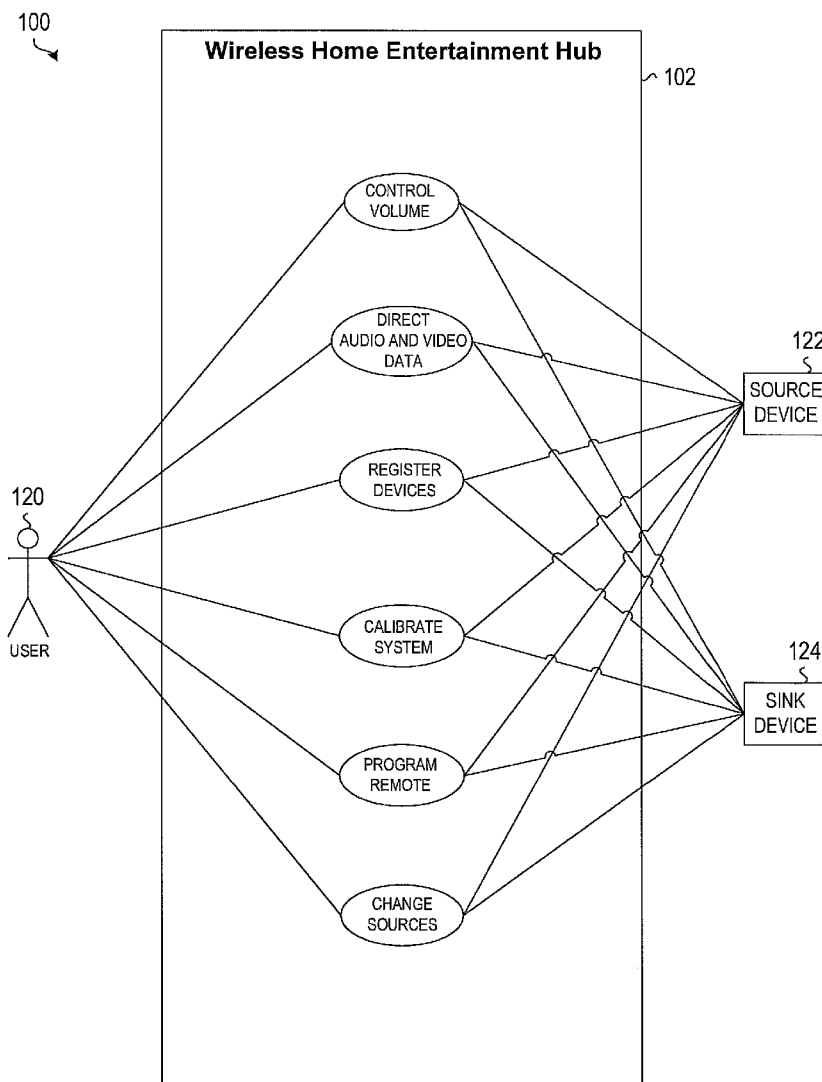 100
Wireless Home Entertainment Hub
102
CONTROL
VOLUME
DIRECT
AUDIO AND VIDEO
DATA
122
SOURCE
DEVICE
REGISTER
DEVICES
120
USER
CALIBRATE
SYSTEM
124
SINK
DEVICE
PROGRAM
REMOTE
CHANGE
SOURCES